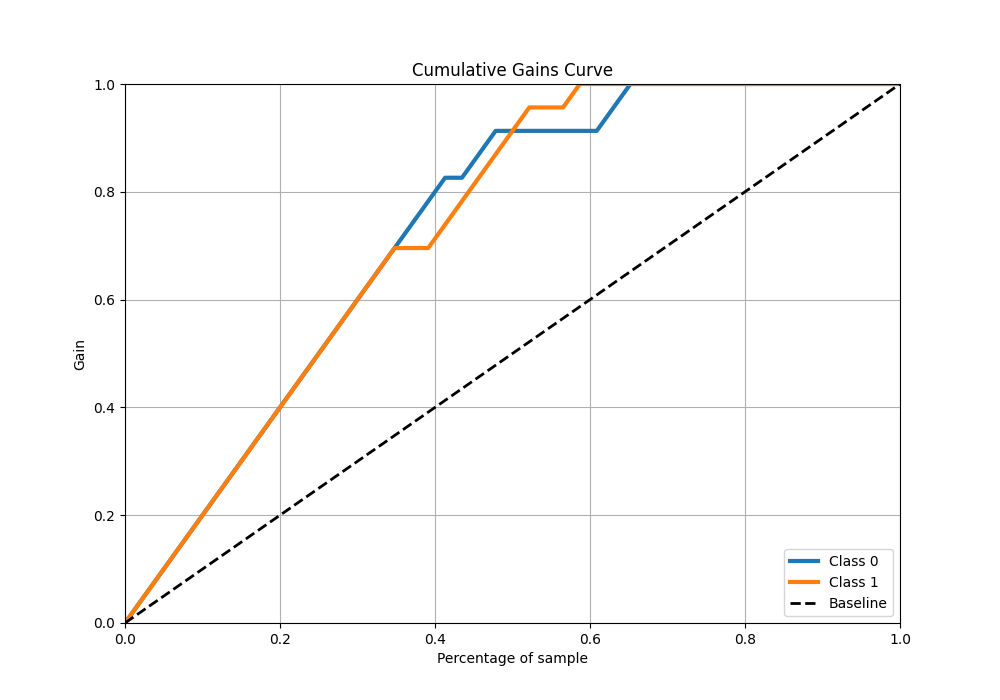 Cumulative Gains Curve
1.0
0.8
0.6
0.4
0.2
0.0
Gain
0.0 0.2 0.4 0.6 0.8 1.0
Percentage of sample
Class 0
Class 1
Baseline